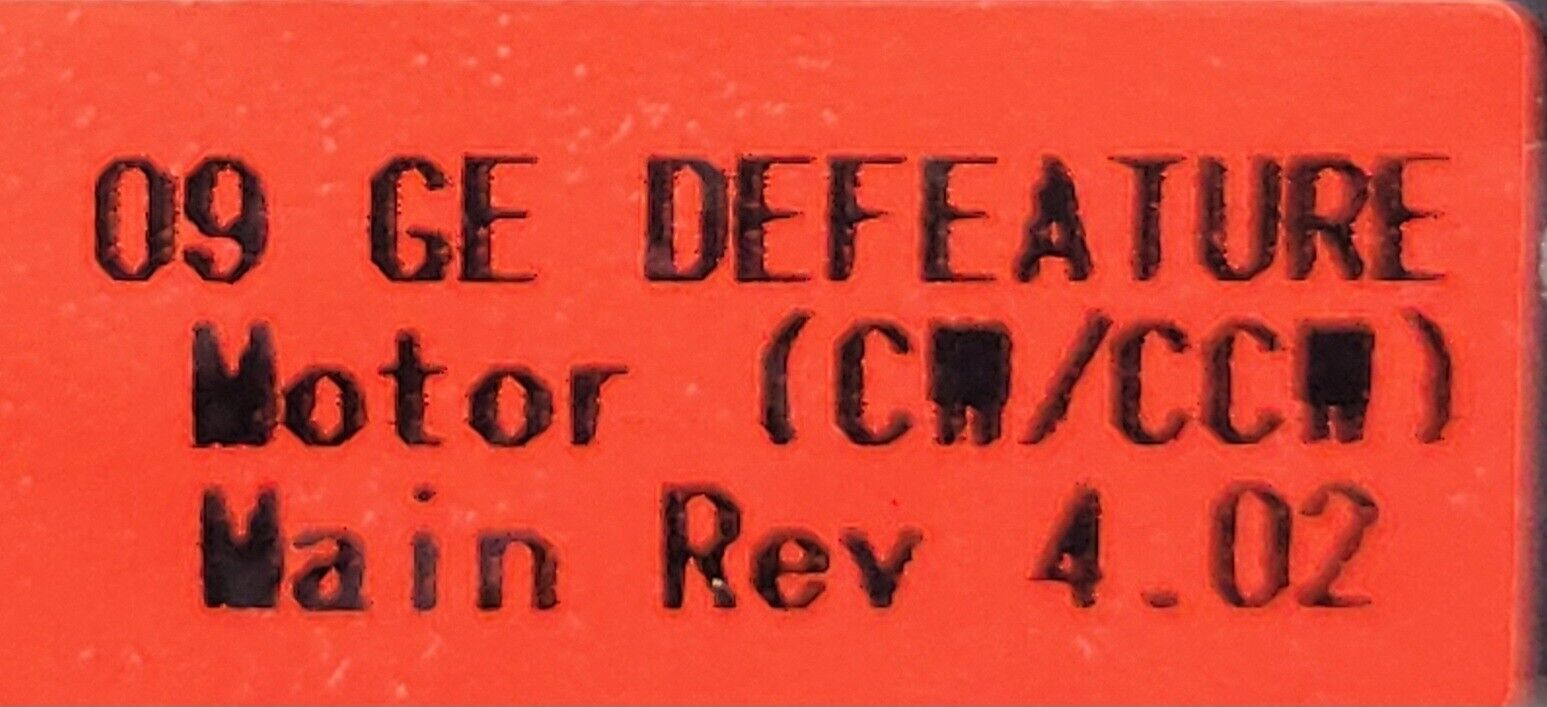 09 GE DEFEATURE
Motor (CW/CCW)
Main Rev 4.02